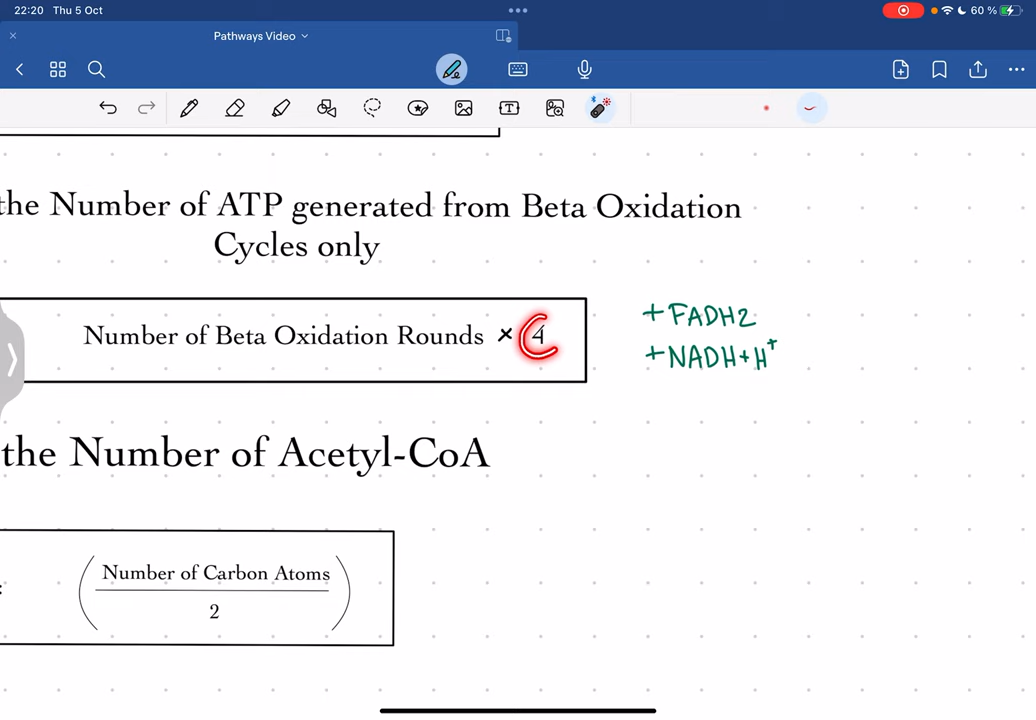 22:20 Thu 5 Oct
60 %
Pathways Video
the Number of ATP generated from Beta Oxidation
Cycles only
Number of Beta Oxidation Rounds × 4
+FADH2
+NADH+H+
the Number of Acetyl-CoA
:
Number of Carbon Atoms
2